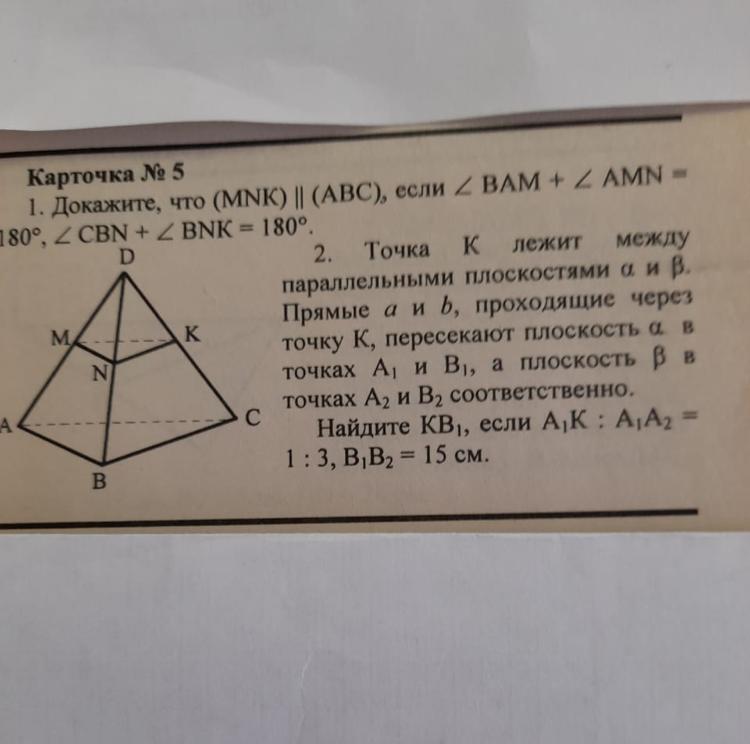 Карточка № 5
1. Докажите, что (MNK) || (ABC), если ∠ BAM + ∠ AMN =
180°, ∠ CBN + ∠ BNK = 180°.
D
M
K
N
A
C
B
2. Точка K лежит между
параллельными плоскостями α и β.
Прямые a и b, проходящие через
точку K, пересекают плоскость α в
точках A₁ и B₁, а плоскость β в
точках A₂ и B₂ соответственно.
Найдите KB₁, если A₁K : A₁A₂ =
1 : 3, B₁B₂ = 15 см.